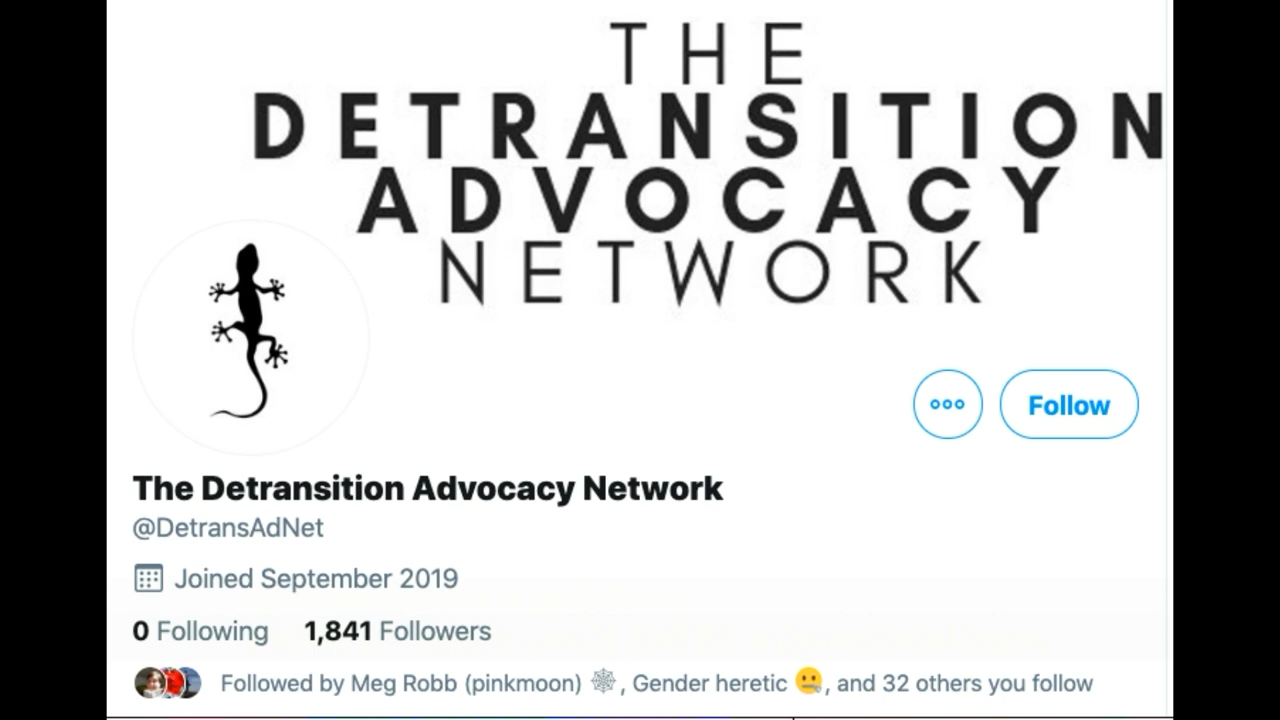 THE
DETRANSITION
ADVOCACY
NETWORK
Follow
The Detransition Advocacy Network
@DetransAdNet
Joined September 2019
0 Following 1,841 Followers
Followed by Meg Robb (pinkmoon) 🕸️, Gender heretic 🤐, and 32 others you follow